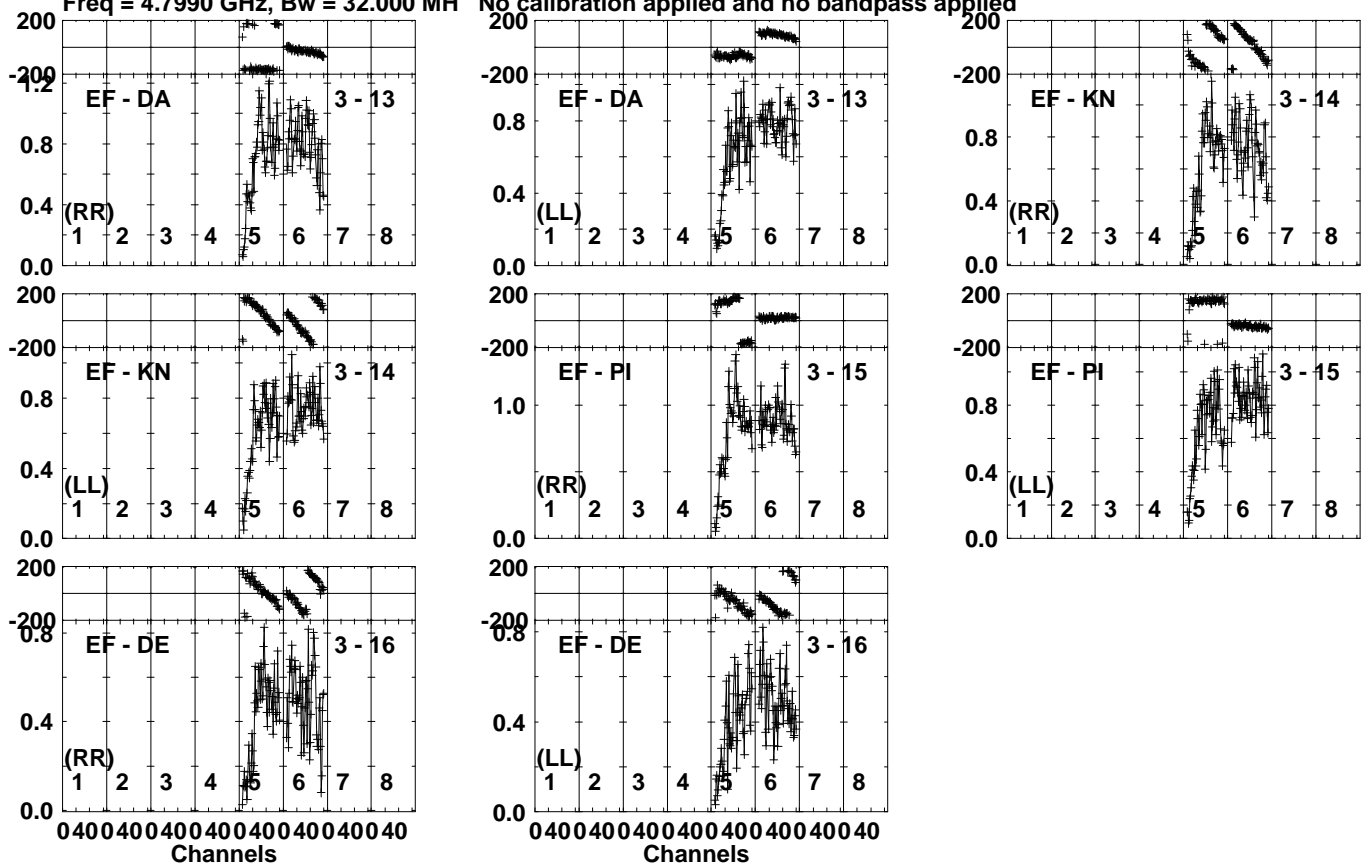 Freq = 4.7990 GHz, Bw = 32.000 MH No calibration applied and no bandpass applied
200
-200
1.2
0.8
0.4
0.0
EF - DA
3 - 13
(RR)
1 2 3 4 5 6 7 8
0.8
0.4
0.0
EF - DA
3 - 13
(LL)
1 2 3 4 5 6 7 8
200
-200
0.8
0.4
0.0
EF - KN
3 - 14
(RR)
1 2 3 4 5 6 7 8
200
-200
0.8
0.4
0.0
EF - KN
3 - 14
(LL)
1 2 3 4 5 6 7 8
200
-200
1.0
0.0
EF - PI
3 - 15
(RR)
1 2 3 4 5 6 7 8
200
-200
0.8
0.4
0.0
EF - PI
3 - 15
(LL)
1 2 3 4 5 6 7 8
200
-200
0.8
0.4
0.0
EF - DE
3 - 16
(RR)
1 2 3 4 5 6 7 8
0 40 0 40 0 40 0 40 0 40 0 40 0 40 0 40
Channels
200
-200
0.8
0.4
0.0
EF - DE
3 - 16
(LL)
1 2 3 4 5 6 7 8
0 40 0 40 0 40 0 40 0 40 0 40 0 40 0 40
Channels